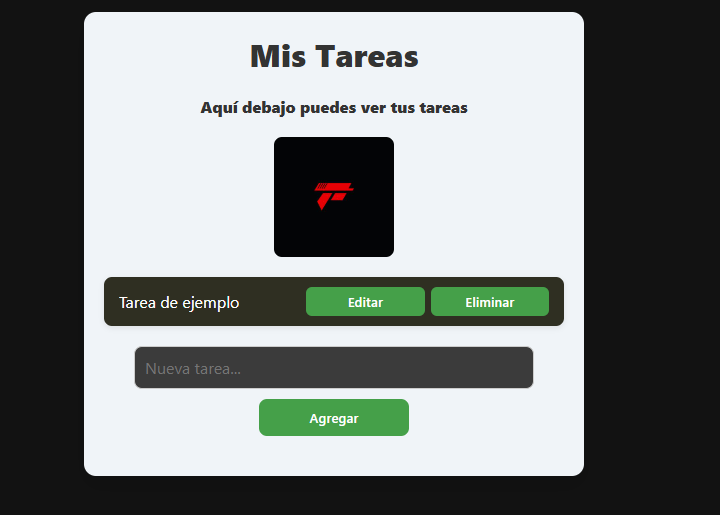 Mis Tareas
Aquí debajo puedes ver tus tareas
Tarea de ejemplo
Editar
Eliminar
Nueva tarea...
Agregar